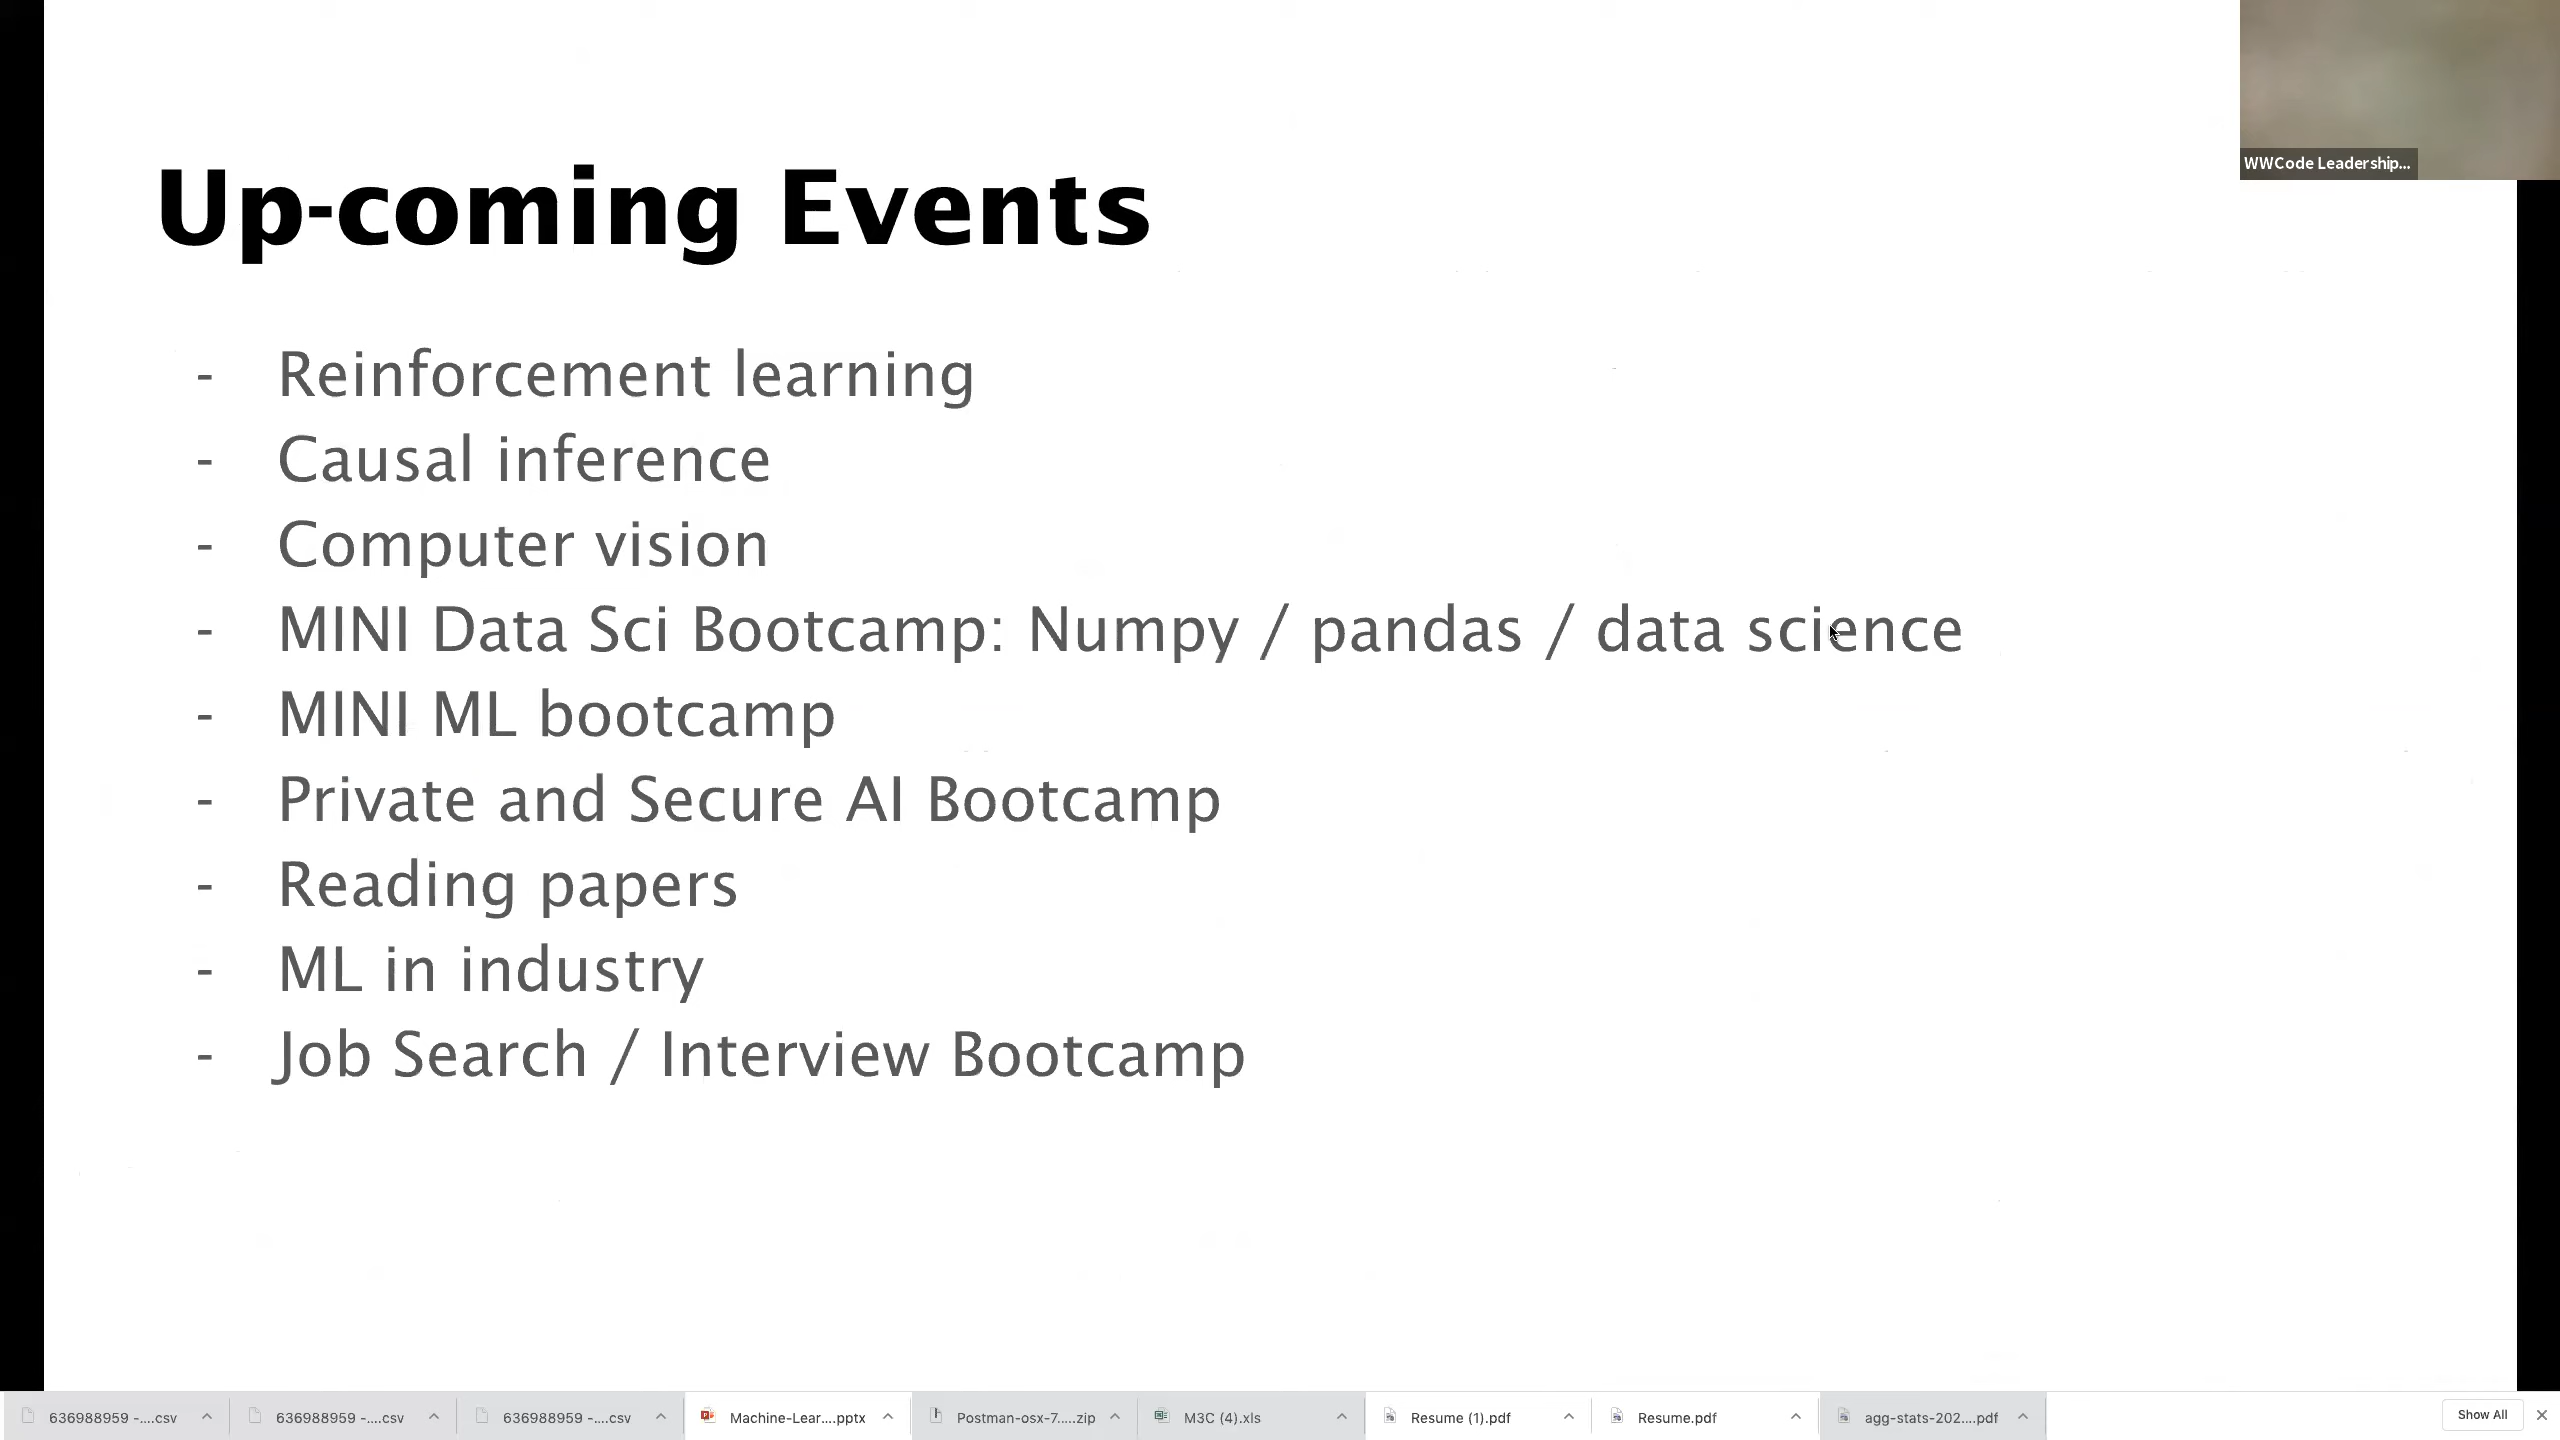 WWCode Leadership...
Up-coming Events
- Reinforcement learning
- Causal inference
- Computer vision
- MINI Data Sci Bootcamp: Numpy / pandas / data science
- MINI ML bootcamp
- Private and Secure AI Bootcamp
- Reading papers
- ML in industry
- Job Search / Interview Bootcamp
636988959 -....csv 636988959 -....csv 636988959 -....csv Machine-Lear....pptx Postman-osx-7.....zip M3C (4).xls Resume (1).pdf Resume.pdf agg-stats-202....pdf Show All